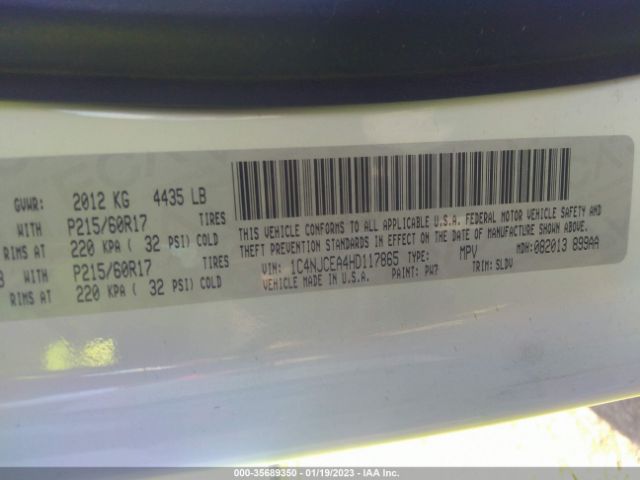 GVWR: 2012 KG 4435 LB
WITH P215/60R17 TIRES
RIMS AT 220 KPA ( 32 PSI) COLD
WITH P215/60R17 TIRES
RIMS AT 220 KPA ( 32 PSI) COLD
THIS VEHICLE CONFORMS TO ALL APPLICABLE U.S.A. FEDERAL MOTOR VEHICLE SAFETY AND
THEFT PREVENTION STANDARDS IN EFFECT ON THE DATE OF MANUFACTURE SHOWN ABOVE.
VIN: 1C4NJCEA4HD117865 TYPE: MPV MDH: 082013 899AA
VEHICLE MADE IN U.S.A. PAINT: PW7 TRIM: SLDV
000-35689350 - 01/19/2023 - IAA Inc.